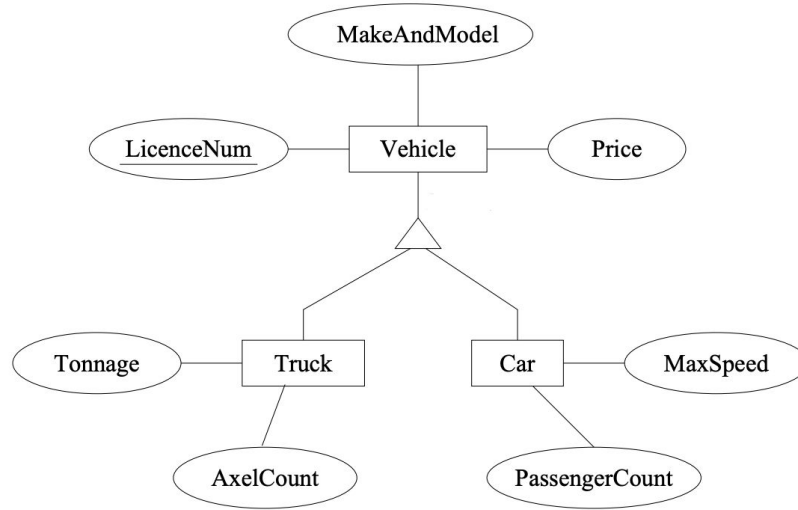 MakeAndModel
LicenceNum
Vehicle
Price
Tonnage
Truck
Car
MaxSpeed
AxelCount
PassengerCount